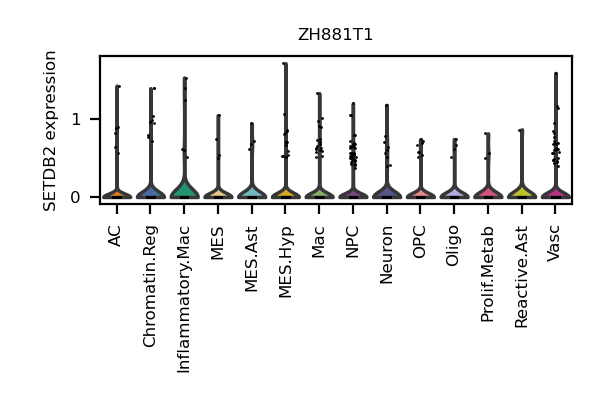 ZH881T1
SETDB2 expression
1
0
AC
Chromatin.Reg
Inflammatory.Mac
MES
MES.Ast
MES.Hyp
Mac
NPC
Neuron
OPC
Oligo
Prolif.Metab
Reactive.Ast
Vasc